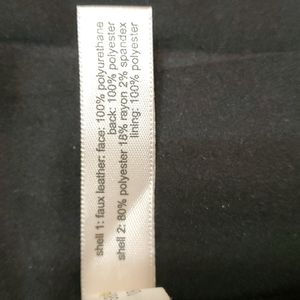 shell 1: faux leather: face: 100% polyurethane
back: 100% polyester
shell 2: 80% polyester 18% rayon 2% spandex
lining: 100% polyester